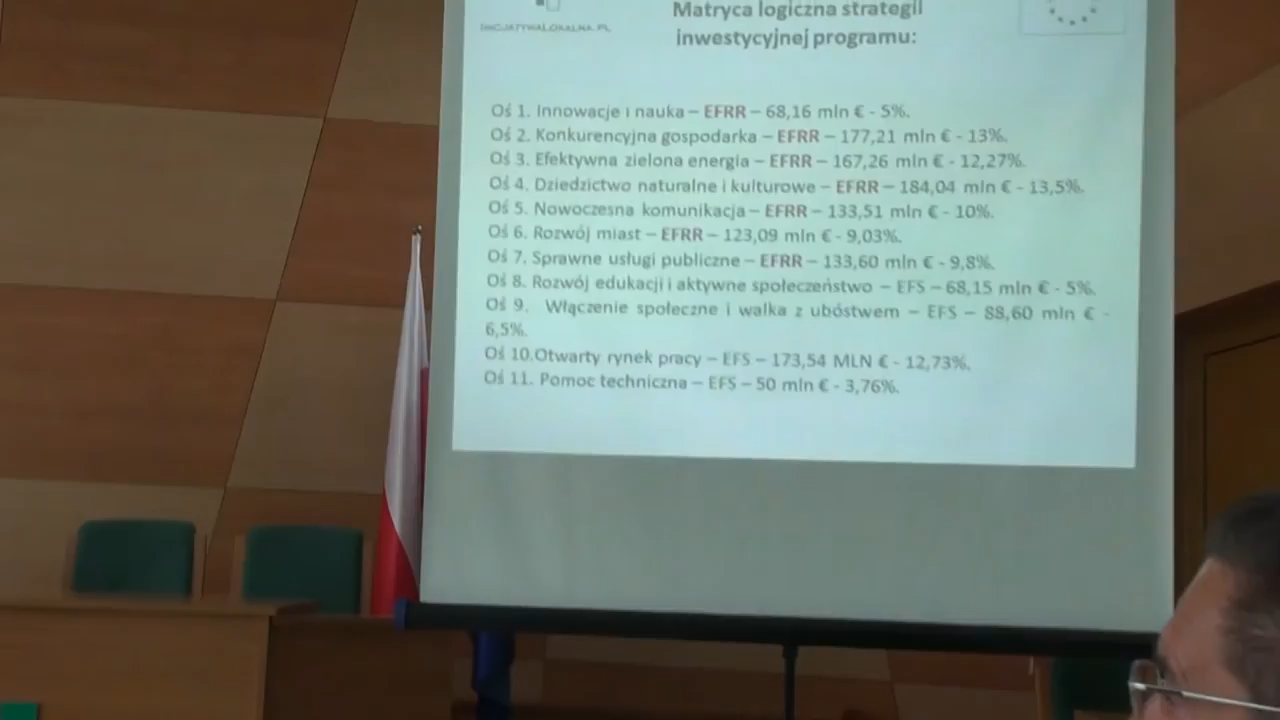 INICJATYWALOKALNA.PL
Matryca logiczna strategii
inwestycyjnej programu:
Oś 1. Innowacje i nauka – EFRR – 68,16 mln € - 5%.
Oś 2. Konkurencyjna gospodarka – EFRR – 177,21 mln € - 13%.
Oś 3. Efektywna zielona energia – EFRR – 167,26 mln € - 12,27%.
Oś 4. Dziedzictwo naturalne i kulturowe – EFRR – 184,04 mln € - 13,5%.
Oś 5. Nowoczesna komunikacja – EFRR – 133,51 mln € - 10%.
Oś 6. Rozwój miast – EFRR – 123,09 mln € - 9,03%.
Oś 7. Sprawne usługi publiczne – EFRR – 133,60 mln € - 9,8%.
Oś 8. Rozwój edukacji i aktywne społeczeństwo – EFS – 68,15 mln € - 5%.
Oś 9. Włączenie społeczne i walka z ubóstwem – EFS – 88,60 mln € -
6,5%.
Oś 10.Otwarty rynek pracy – EFS – 173,54 MLN € - 12,73%.
Oś 11. Pomoc techniczna – EFS – 50 mln € - 3,76%.